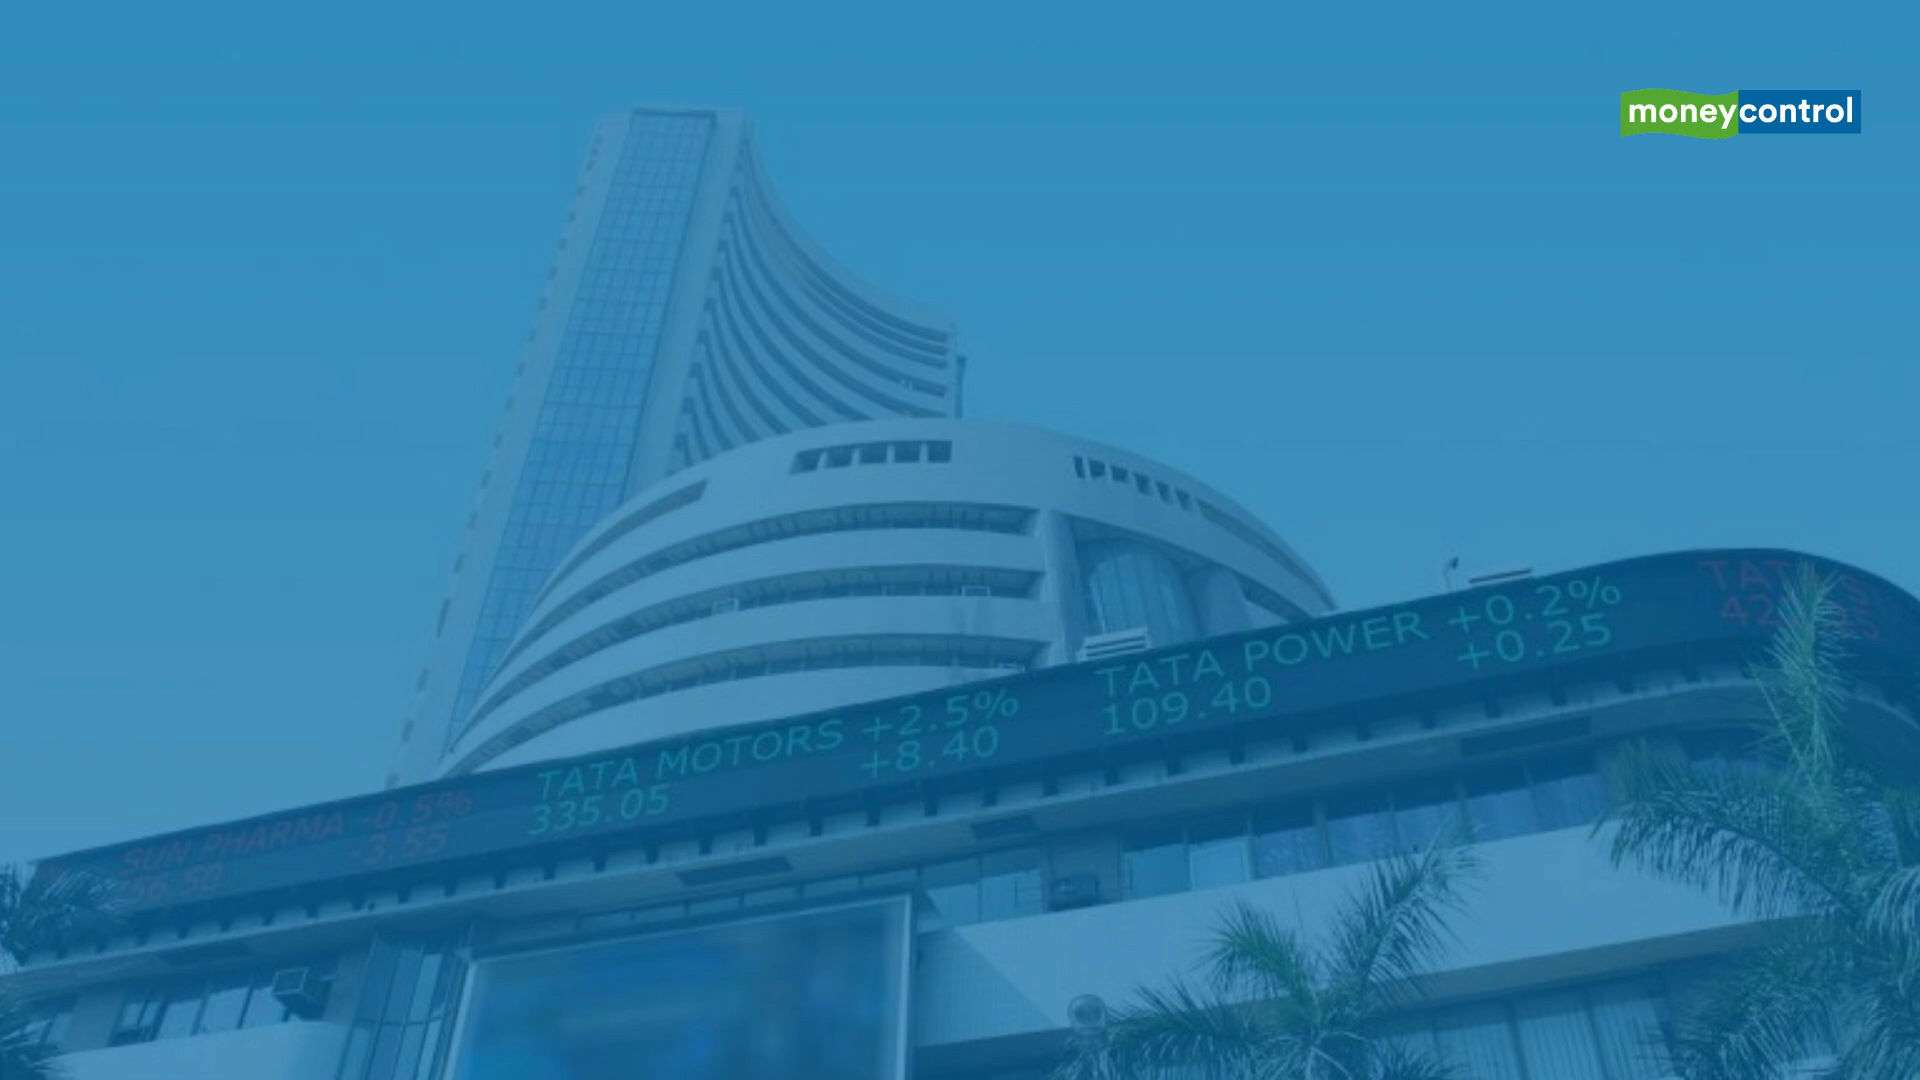 moneycontrol
SUN PHARMA -0.5%
-3.55
TATA MOTORS +2.5%
335.05 +8.40
TATA POWER +0.2%
109.40 +0.25